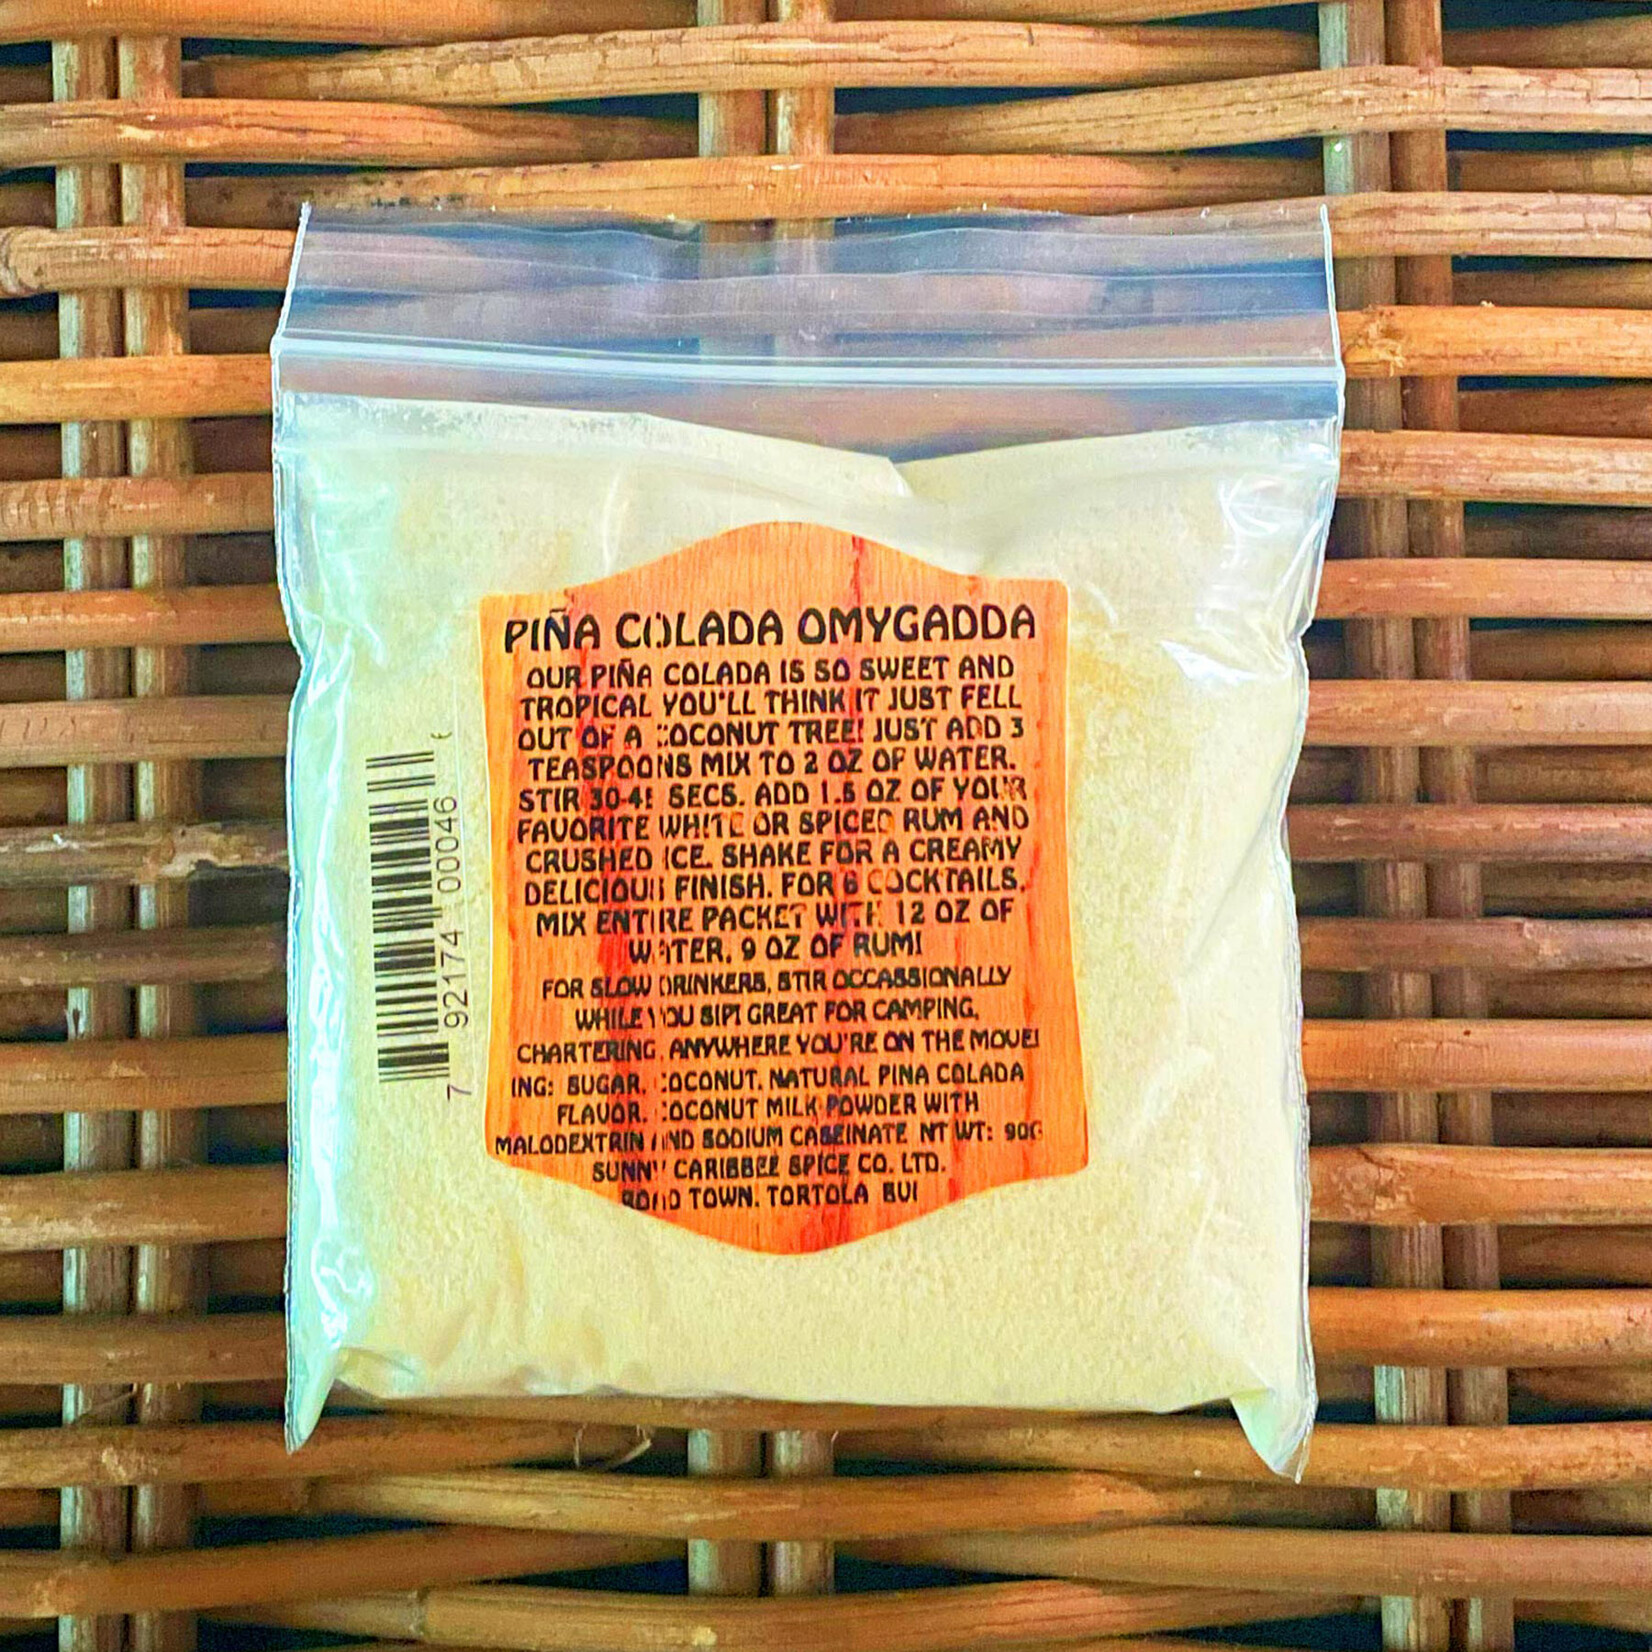 PIÑA COLADA OMYGADDA
OUR PIÑA COLADA IS SO SWEET AND
TROPICAL YOU'LL THINK IT JUST FELL
OUT OF A COCONUT TREE! JUST ADD 3
TEASPOONS MIX TO 2 OZ OF WATER.
STIR 30-45 SECS. ADD 1.5 OZ OF YOUR
FAVORITE WHITE OR SPICED RUM AND
CRUSHED ICE. SHAKE FOR A CREAMY
DELICIOUS FINISH. FOR 6 COCKTAILS,
MIX ENTIRE PACKET WITH 12 OZ OF
WATER, 9 OZ OF RUM!
FOR SLOW DRINKERS, STIR OCCASSIONALLY
WHILE YOU SIP! GREAT FOR CAMPING,
CHARTERING, ANYWHERE YOU'RE ON THE MOVE!
ING: SUGAR, COCONUT, NATURAL PINA COLADA
FLAVOR, COCONUT MILK POWDER WITH
MALODEXTRIN AND SODIUM CASEINATE NT WT: 90G
SUNNY CARIBBEE SPICE CO. LTD.
ROAD TOWN, TORTOLA BVI
7 92174 00046 6